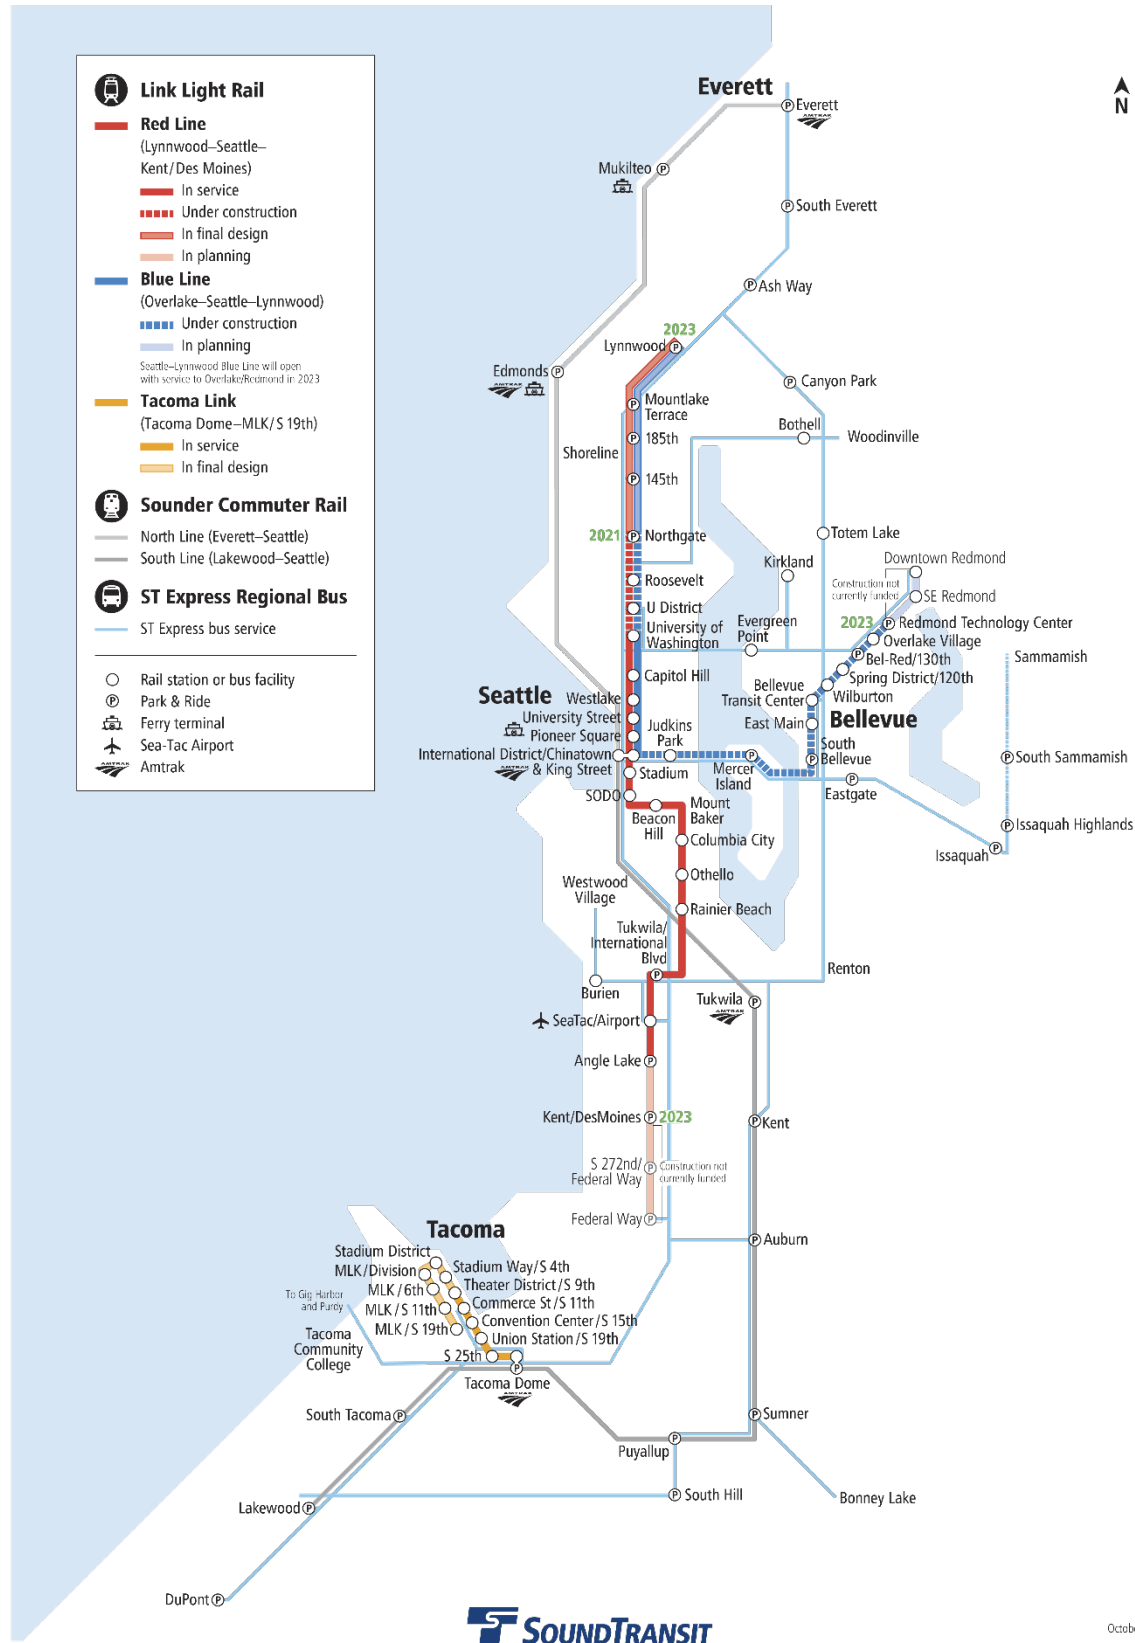 Link Light Rail
Red Line
(Lynnwood–Seattle–
Kent/Des Moines)
In service
Under construction
In final design
In planning
Blue Line
(Overlake–Seattle–Lynnwood)
Under construction
In planning
Seattle–Lynnwood Blue Line will open
with service to Overlake/Redmond in 2023
Tacoma Link
(Tacoma Dome–MLK/S 19th)
In service
In final design
Sounder Commuter Rail
North Line (Everett–Seattle)
South Line (Lakewood–Seattle)
ST Express Regional Bus
ST Express bus service
Rail station or bus facility
P Park & Ride
Ferry terminal
Sea-Tac Airport
AMTRAK Amtrak
N
Everett
Everett
AMTRAK
Mukilteo
South Everett
Ash Way
2023
Lynnwood
Edmonds
AMTRAK
Canyon Park
Mountlake
Terrace
Bothell
Woodinville
185th
Shoreline
145th
2021
Northgate
Totem Lake
Downtown Redmond
Kirkland
Construction not
currently funded
Roosevelt
SE Redmond
U District
2023
Redmond Technology Center
Evergreen
Point
University of
Washington
Overlake Village
Bel-Red/130th
Sammamish
Capitol Hill
Spring District/120th
Seattle
Westlake
Bellevue
Transit Center
Wilburton
University Street
Judkins
Park
East Main
Bellevue
Pioneer Square
International District/Chinatown
& King Street
AMTRAK
South
Bellevue
South Sammamish
Stadium
Mercer
Island
Eastgate
SODO
Beacon
Hill
Mount
Baker
Issaquah Highlands
Columbia City
Issaquah
Othello
Westwood
Village
Rainier Beach
Tukwila/
International
Blvd
Renton
Burien
Tukwila
AMTRAK
SeaTac/Airport
Angle Lake
Kent/DesMoines
2023
Kent
S 272nd/
Federal Way
Construction not
currently funded
Federal Way
Auburn
Tacoma
Stadium District
MLK/Division
Stadium Way/S 4th
MLK/6th
Theater District/S 9th
To Gig Harbor
and Purdy
MLK/S 11th
Commerce St/S 11th
MLK/S 19th
Convention Center/S 15th
Tacoma
Community
College
Union Station/S 19th
S 25th
Tacoma Dome
AMTRAK
South Tacoma
Sumner
Puyallup
South Hill
Bonney Lake
Lakewood
DuPont
SOUNDTRANSIT